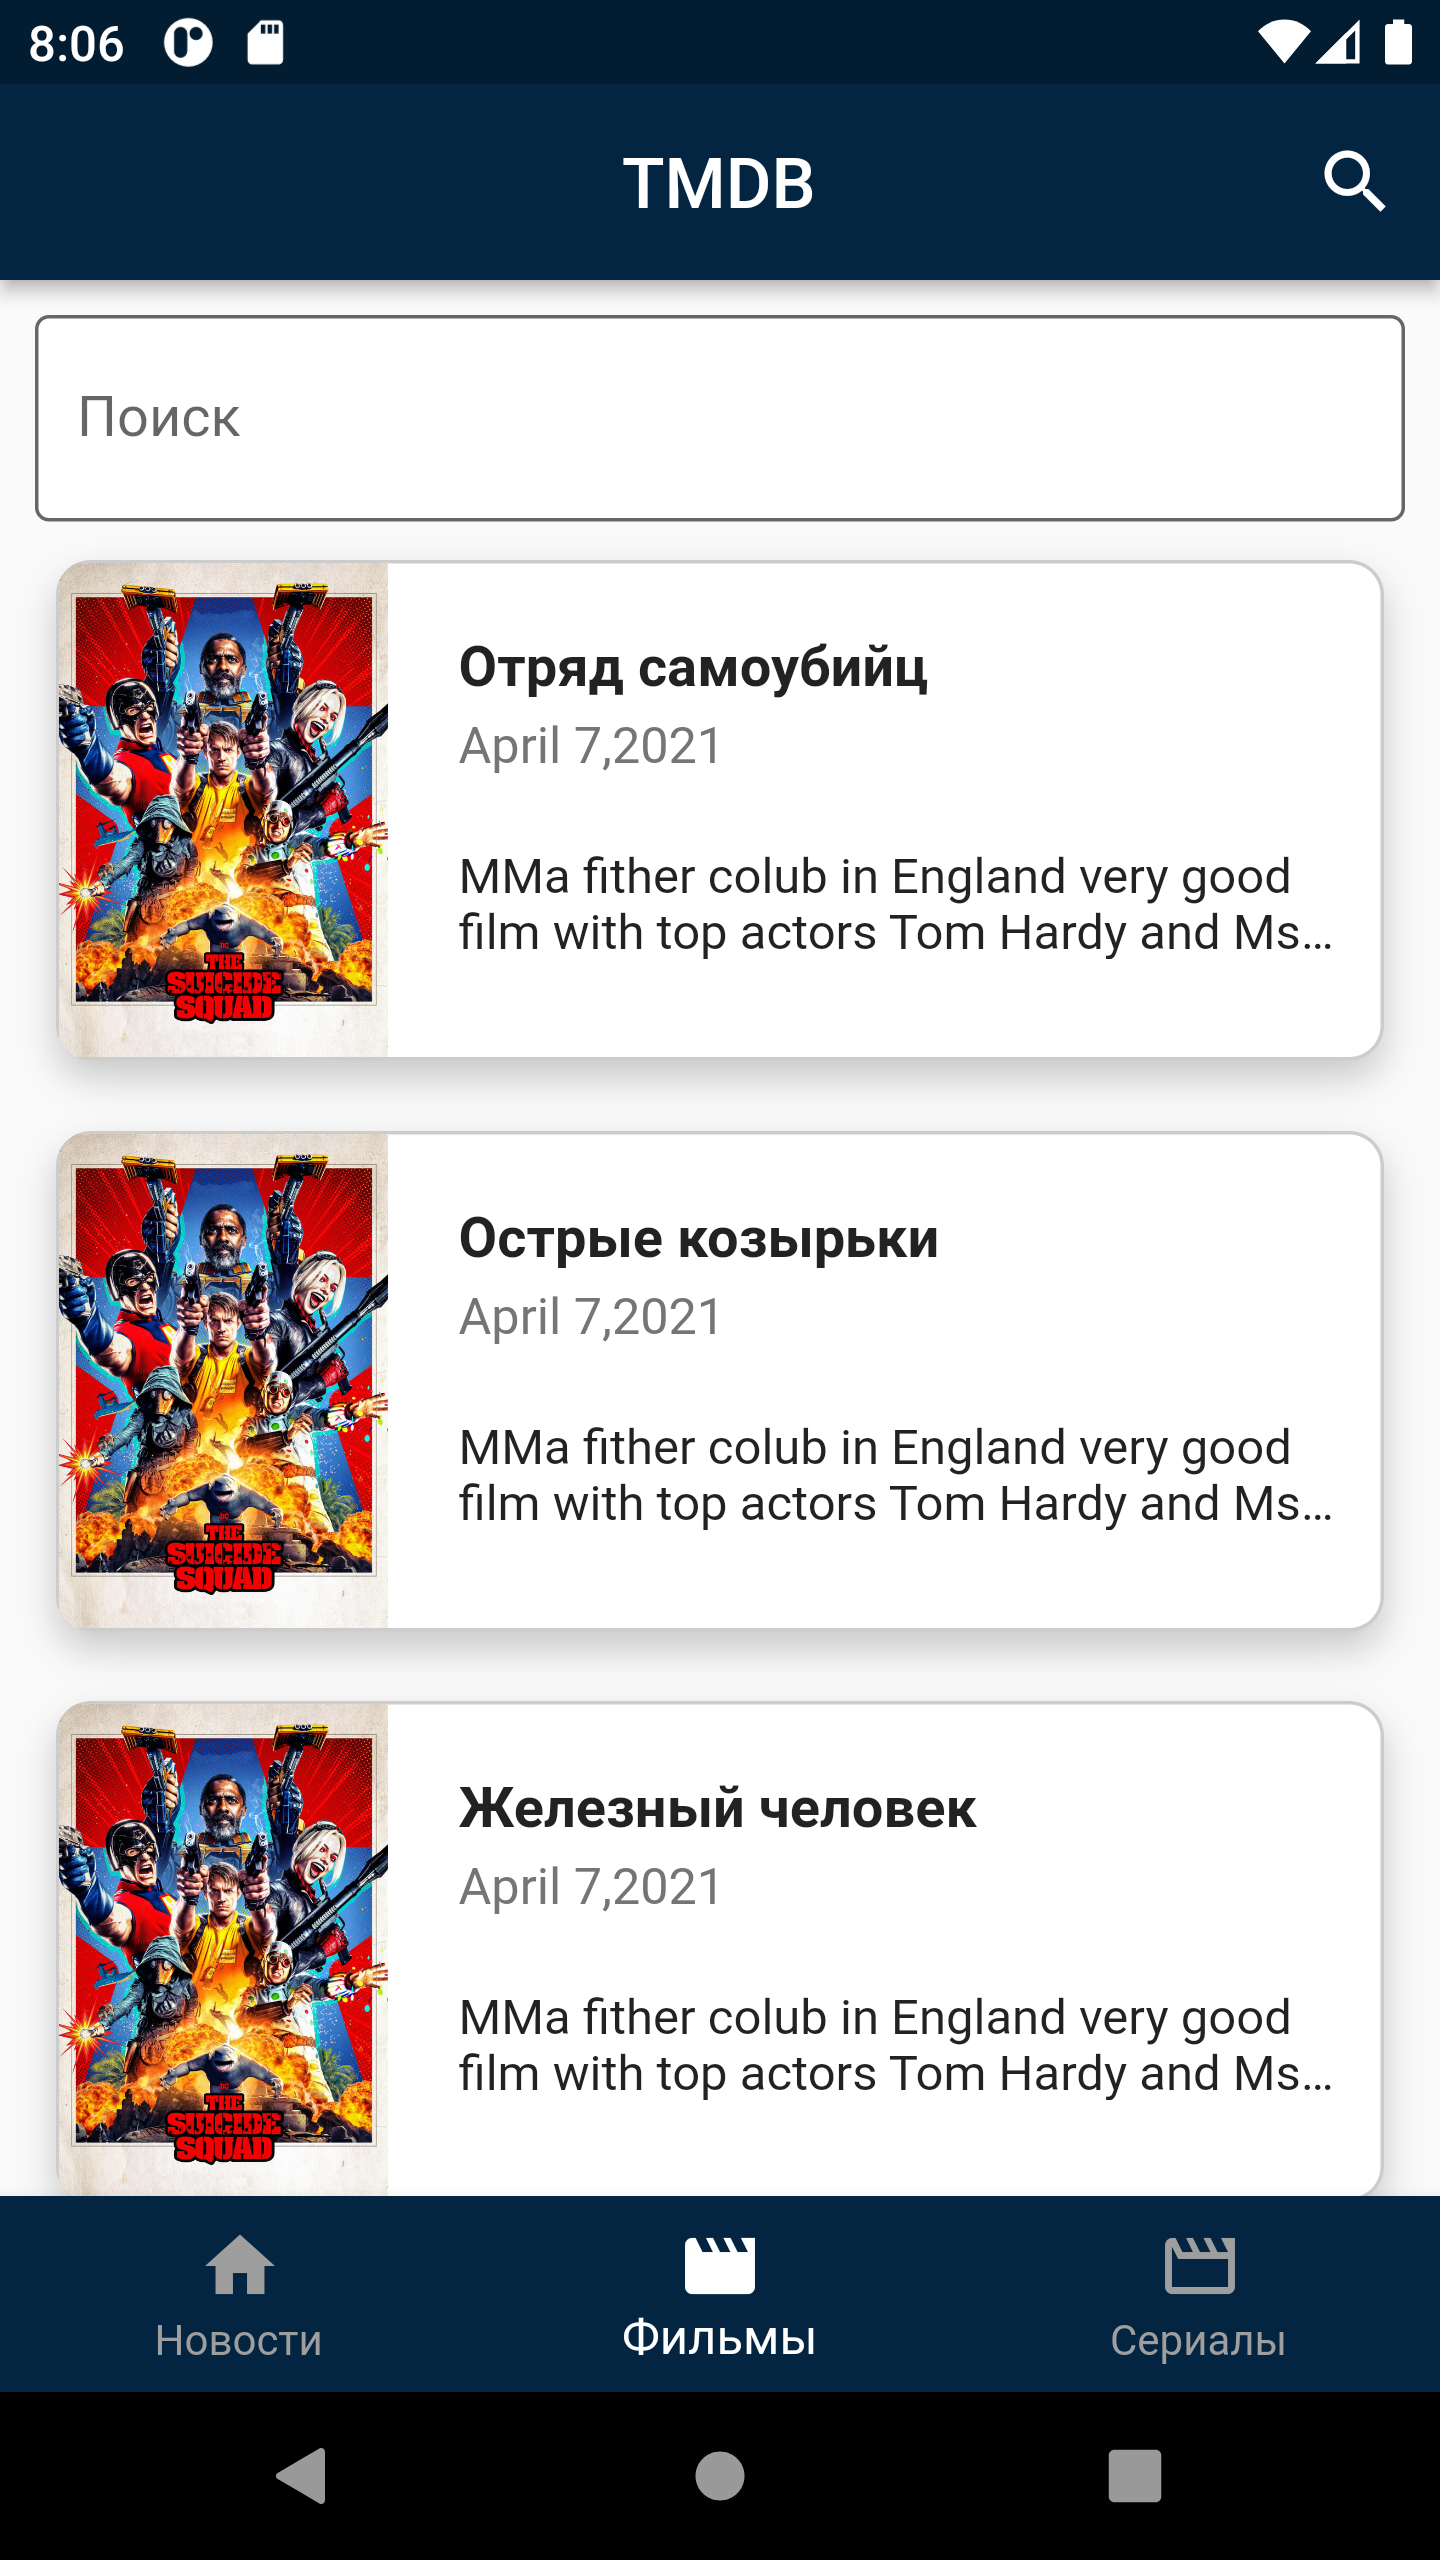 8:06
TMDB
Поиск
Отряд самоубийц
April 7,2021
MMa fither colub in England very good
film with top actors Tom Hardy and Ms...
THE
SUICIDE
SQUAD
Острые козырьки
April 7,2021
MMa fither colub in England very good
film with top actors Tom Hardy and Ms...
THE
SUICIDE
SQUAD
Железный человек
April 7,2021
MMa fither colub in England very good
film with top actors Tom Hardy and Ms...
THE
SUICIDE
SQUAD
Новости
Фильмы
Сериалы